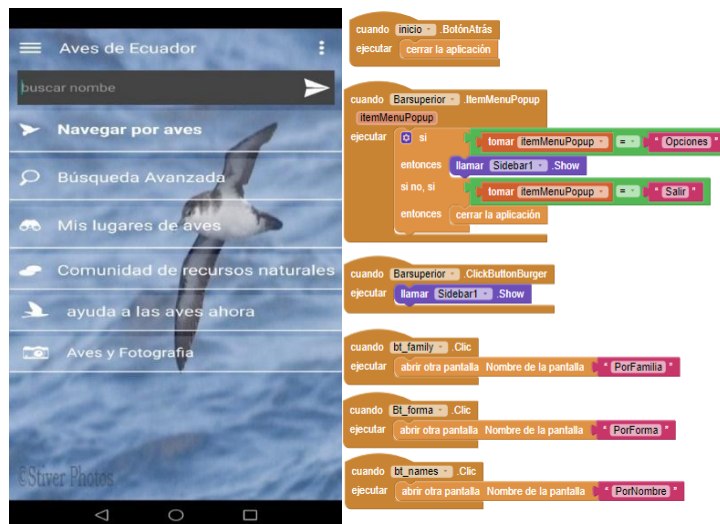 Aves de Ecuador
buscar nombe
Navegar por aves
Búsqueda Avanzada
Mis lugares de aves
Comunidad de recursos naturales
ayuda a las aves ahora
Aves y Fotografia
©Stiver Photos
cuando inicio .BotónAtrás
ejecutar cerrar la aplicación
cuando Barsuperior .ItemMenuPopup
itemMenuPopup
ejecutar si tomar itemMenuPopup = " Opciones "
entonces llamar Sidebar1 .Show
si no, si tomar itemMenuPopup = " Salir "
entonces cerrar la aplicación
cuando Barsuperior .ClickButtonBurger
ejecutar llamar Sidebar1 .Show
cuando bt_family .Clic
ejecutar abrir otra pantalla Nombre de la pantalla " PorFamilia "
cuando Bt_forma .Clic
ejecutar abrir otra pantalla Nombre de la pantalla " PorForma "
cuando bt_names .Clic
ejecutar abrir otra pantalla Nombre de la pantalla " PorNombre "